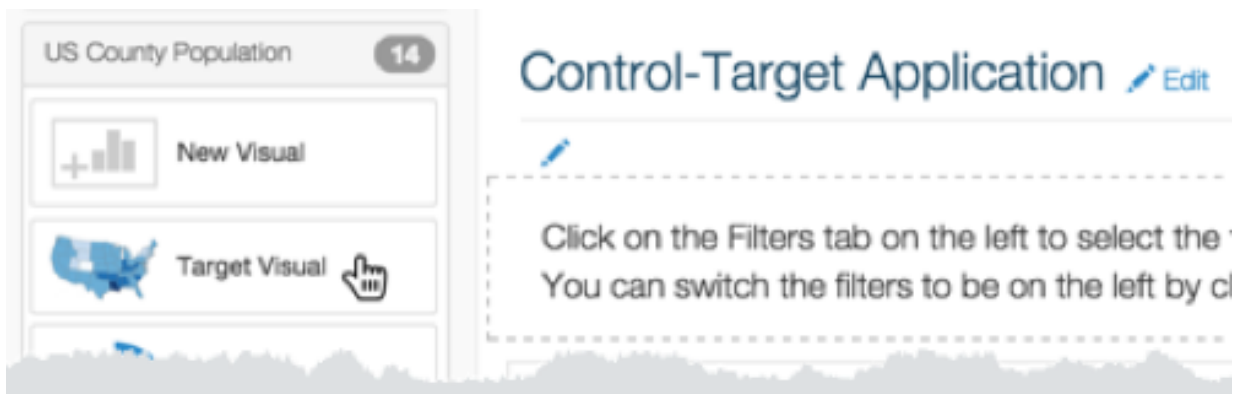 US County Population 14
New Visual
Target Visual
Control-Target Application Edit
Click on the Filters tab on the left to select the
You can switch the filters to be on the left by